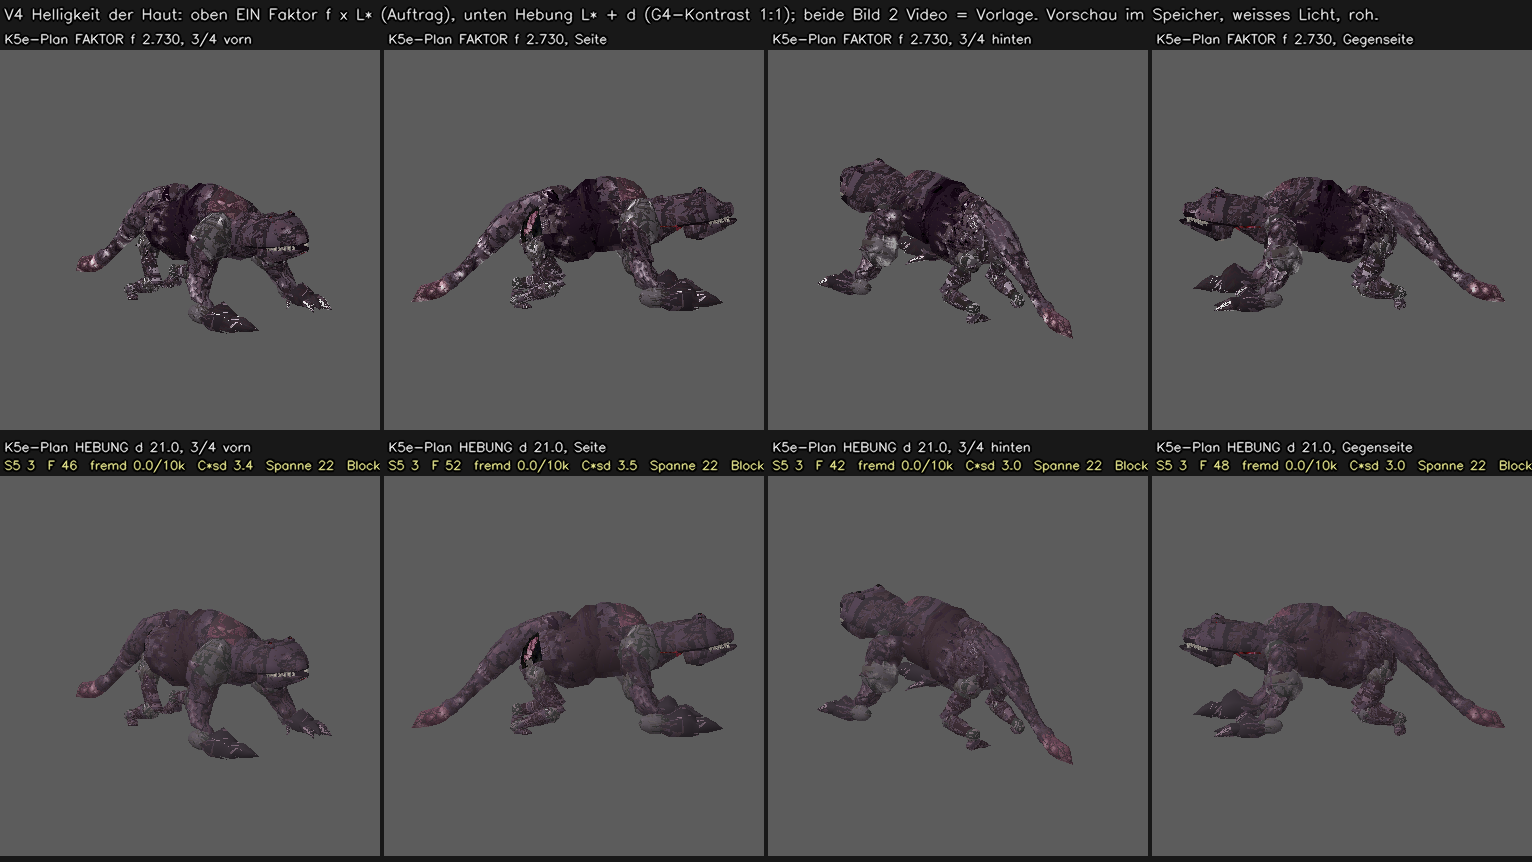 V4 Helligkeit der Haut: oben EIN Faktor f x L* (Auftrag), unten Hebung L* + d (G4-Kontrast 1:1); beide Bild 2 Video = Vorlage. Vorschau im Speicher, weisses Licht, roh.
K5e-Plan FAKTOR f 2.730, 3/4 vorn
K5e-Plan FAKTOR f 2.730, Seite
K5e-Plan FAKTOR f 2.730, 3/4 hinten
K5e-Plan FAKTOR f 2.730, Gegenseite
K5e-Plan HEBUNG d 21.0, 3/4 vorn
S5 3 F 46 fremd 0.0/10k C*sd 3.4 Spanne 22 Block
K5e-Plan HEBUNG d 21.0, Seite
S5 3 F 52 fremd 0.0/10k C*sd 3.5 Spanne 22 Block
K5e-Plan HEBUNG d 21.0, 3/4 hinten
S5 3 F 42 fremd 0.0/10k C*sd 3.0 Spanne 22 Block
K5e-Plan HEBUNG d 21.0, Gegenseite
S5 3 F 48 fremd 0.0/10k C*sd 3.0 Spanne 22 Block